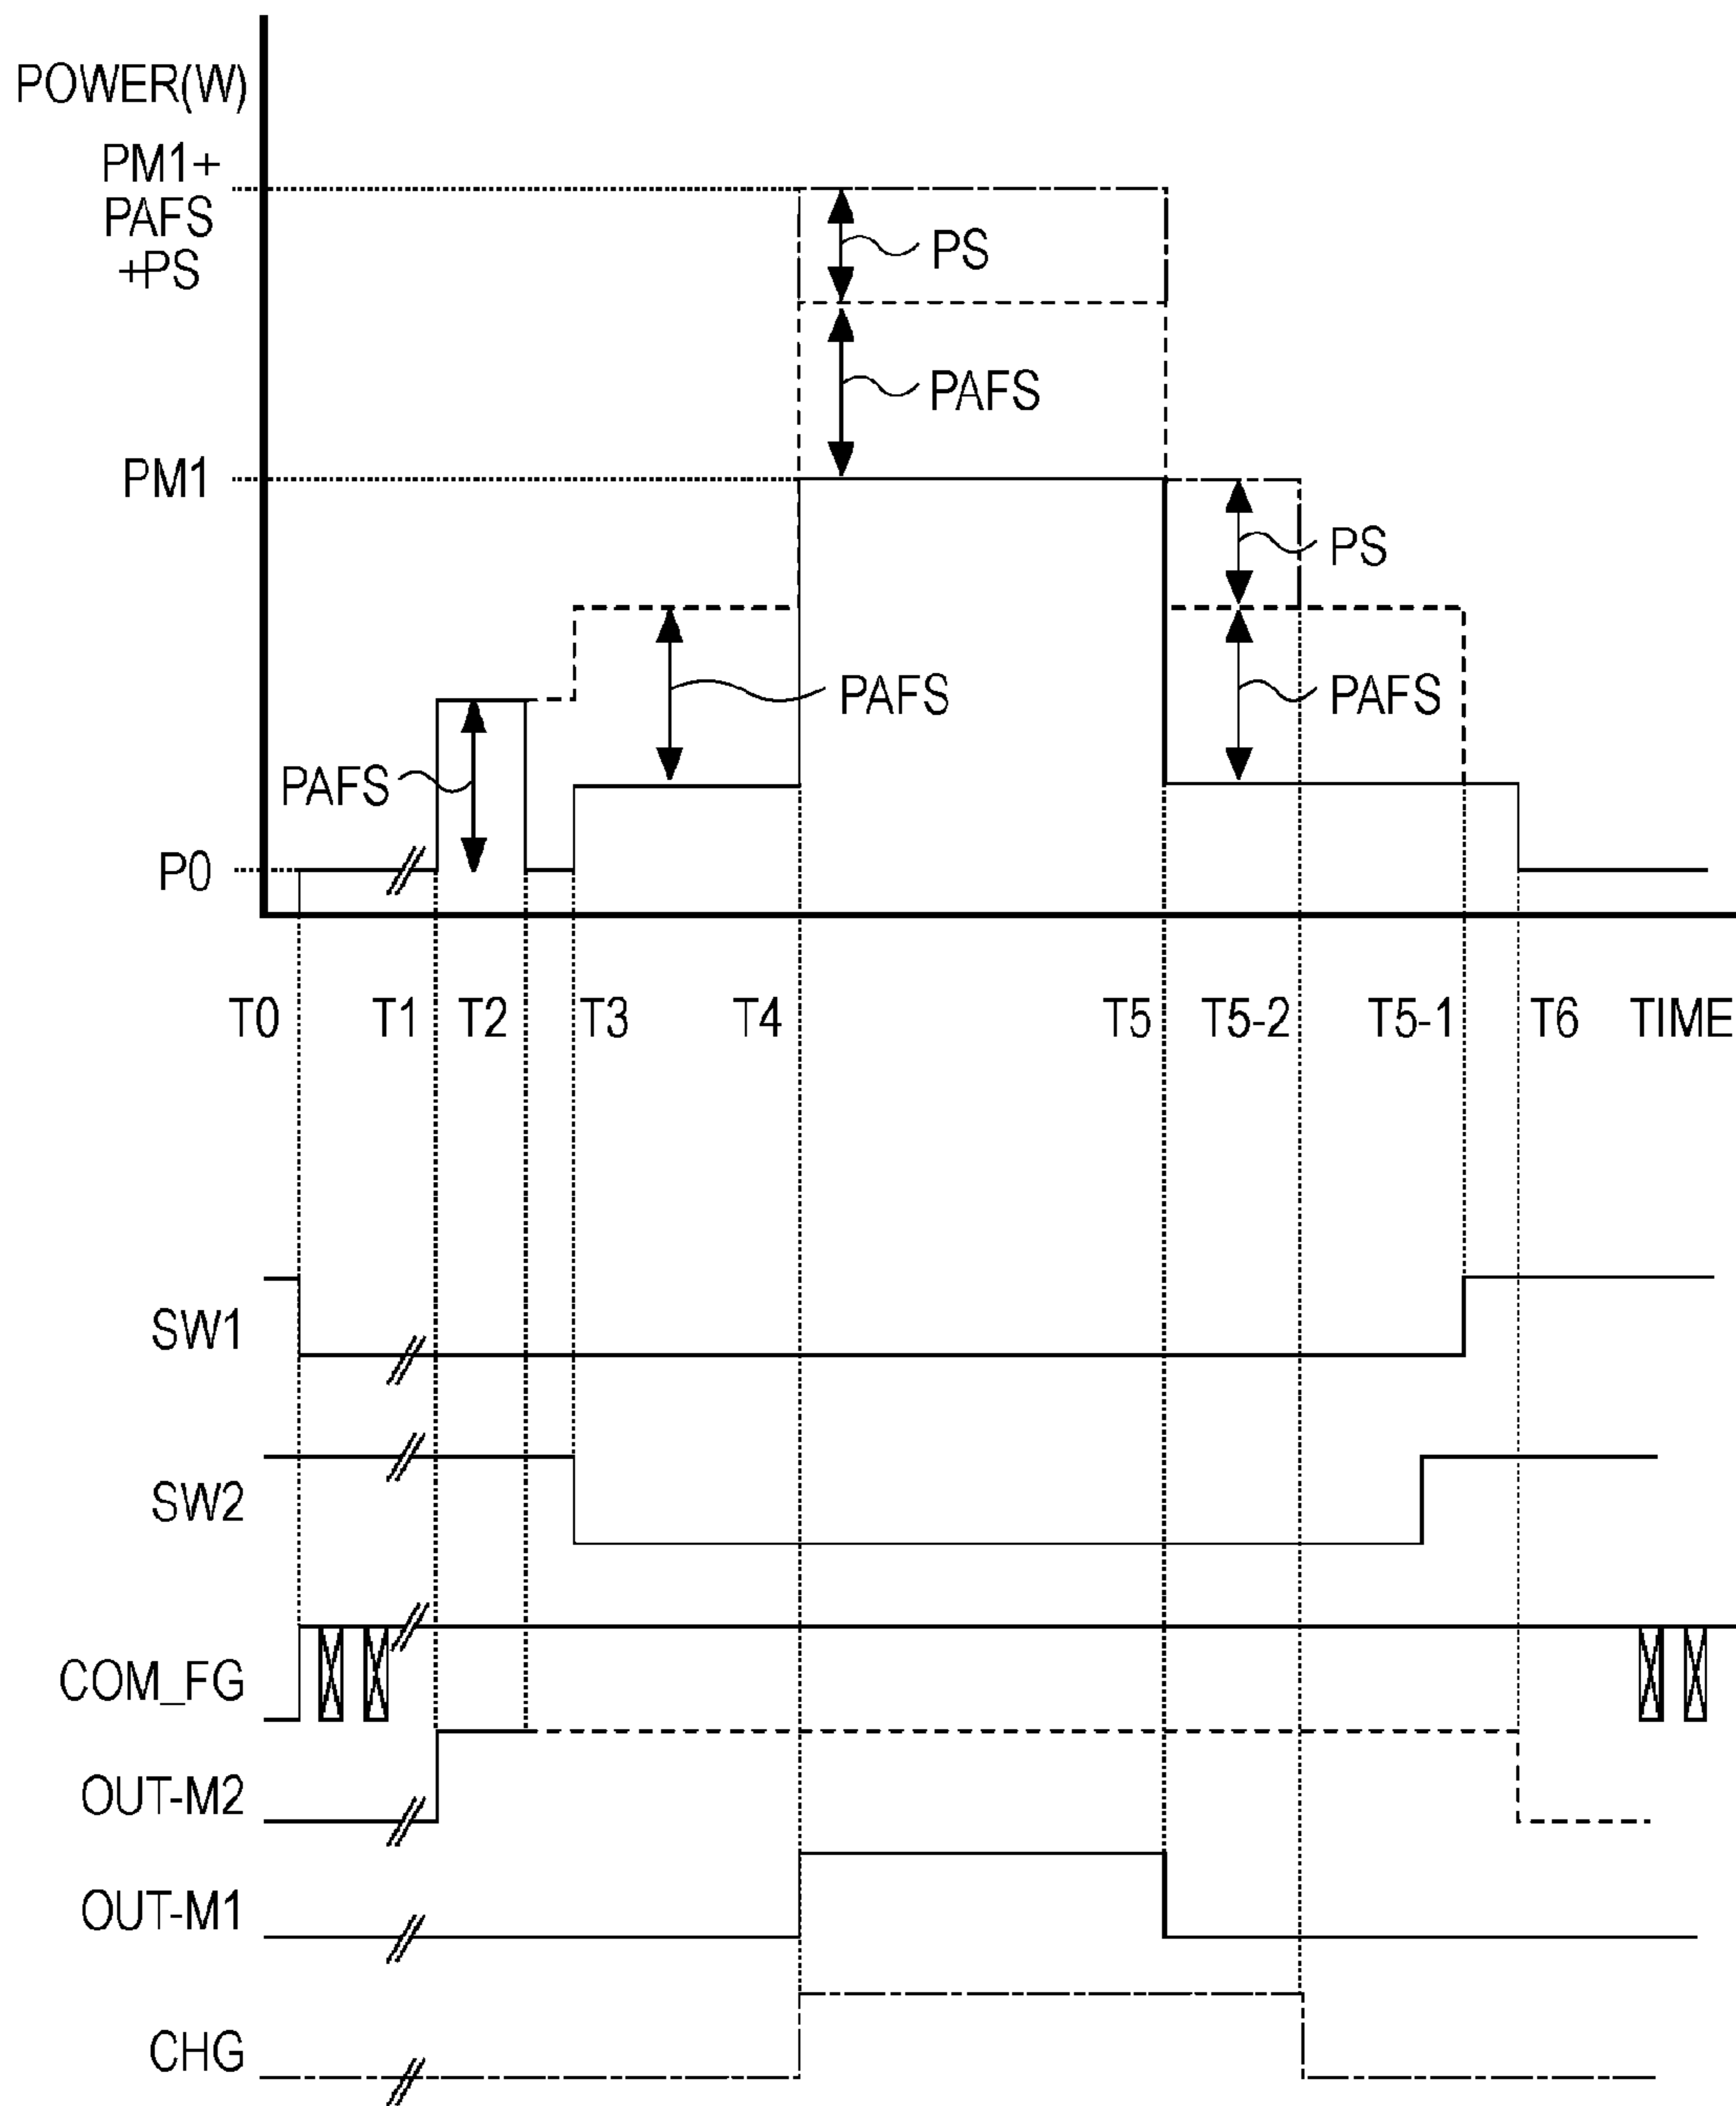 POWER(W)
PM1+
PAFS
+PS
PS
PAFS
PM1
PS
PAFS
PAFS
PAFS
P0
T0 T1 T2 T3 T4 T5 T5-2 T5-1 T6 TIME
SW1
SW2
COM_FG
OUT-M2
OUT-M1
CHG